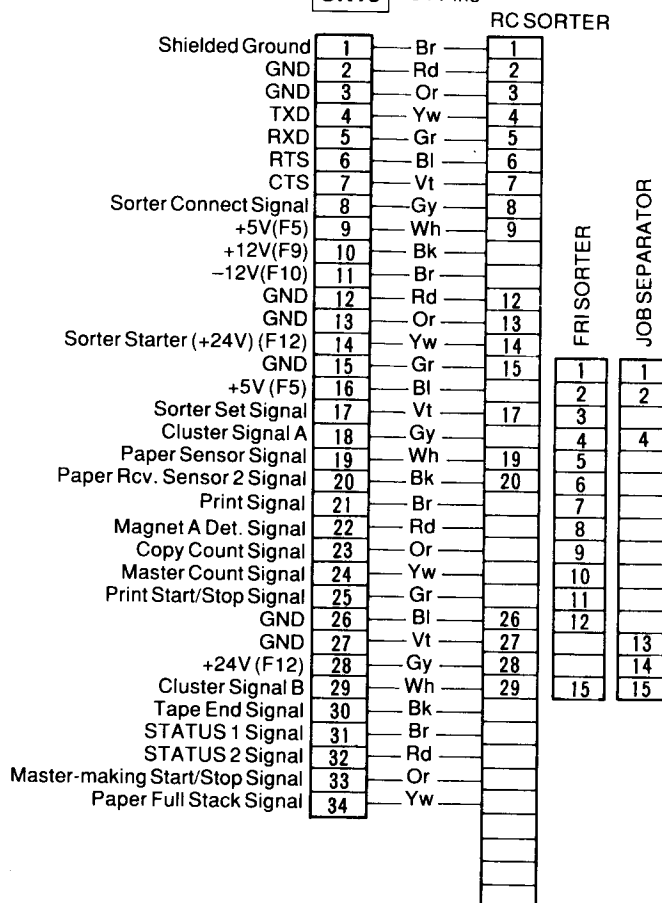 RC SORTER
Shielded Ground 1 Br 1
GND 2 Rd 2
GND 3 Or 3
TXD 4 Yw 4
RXD 5 Gr 5
RTS 6 Bl 6
CTS 7 Vt 7
Sorter Connect Signal 8 Gy 8
+5V(F5) 9 Wh 9
+12V(F9) 10 Bk
−12V(F10) 11 Br
GND 12 Rd 12
GND 13 Or 13
Sorter Starter (+24V) (F12) 14 Yw 14
GND 15 Gr 15
+5V (F5) 16 Bl
Sorter Set Signal 17 Vt 17
Cluster Signal A 18 Gy
Paper Sensor Signal 19 Wh 19
Paper Rcv. Sensor 2 Signal 20 Bk 20
Print Signal 21 Br
Magnet A Det. Signal 22 Rd
Copy Count Signal 23 Or
Master Count Signal 24 Yw
Print Start/Stop Signal 25 Gr
GND 26 Bl 26
GND 27 Vt 27
+24V (F12) 28 Gy 28
Cluster Signal B 29 Wh 29
Tape End Signal 30 Bk
STATUS 1 Signal 31 Br
STATUS 2 Signal 32 Rd
Master-making Start/Stop Signal 33 Or
Paper Full Stack Signal 34 Yw
FRI SORTER
1
2
3
4
5
6
7
8
9
10
11
12
15
JOB SEPARATOR
1
2
4
13
14
15